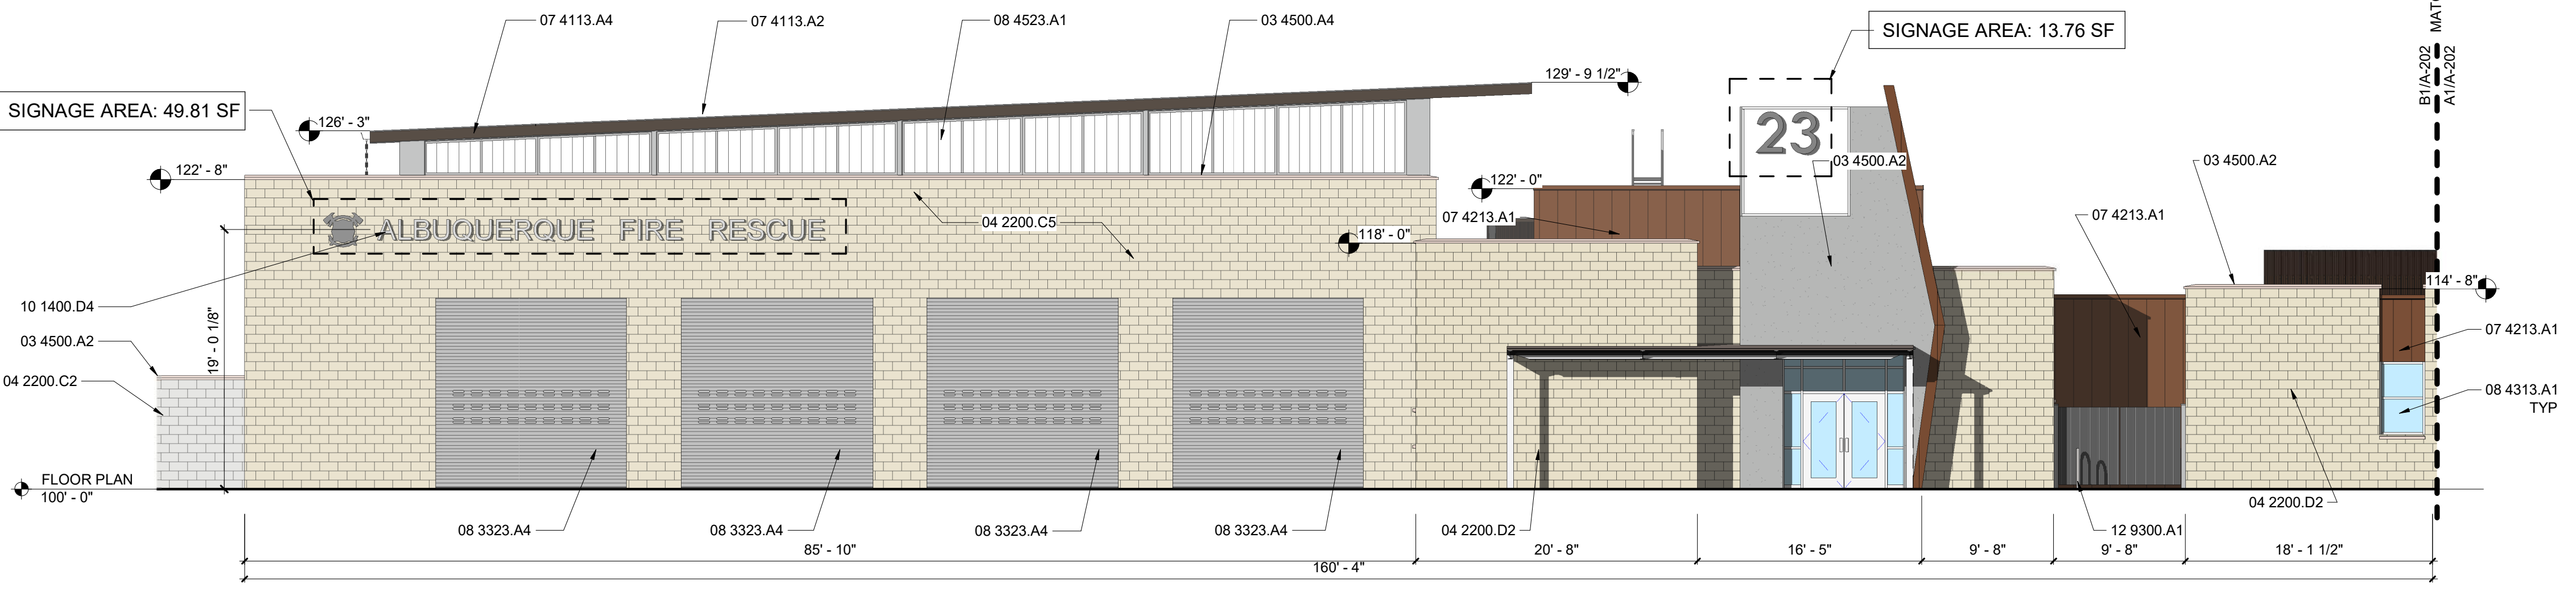 07 4113.A4
07 4113.A2
08 4523.A1
03 4500.A4
SIGNAGE AREA: 13.76 SF
B1/A-202
A1/A-202
129' - 9 1/2"
SIGNAGE AREA: 49.81 SF
126' - 3"
23
03 4500.A2
03 4500.A2
122' - 8"
122' - 0"
07 4213.A1
07 4213.A1
ALBUQUERQUE FIRE RESCUE
04 2200.C5
118' - 0"
114' - 8"
10 1400.D4
19' - 0 1/8"
03 4500.A2
07 4213.A1
04 2200.C2
08 4313.A1
TYP
FLOOR PLAN
100' - 0"
04 2200.D2
08 3323.A4
08 3323.A4
08 3323.A4
08 3323.A4
04 2200.D2
12 9300.A1
85' - 10"
20' - 8"
16' - 5"
9' - 8"
9' - 8"
18' - 1 1/2"
160' - 4"